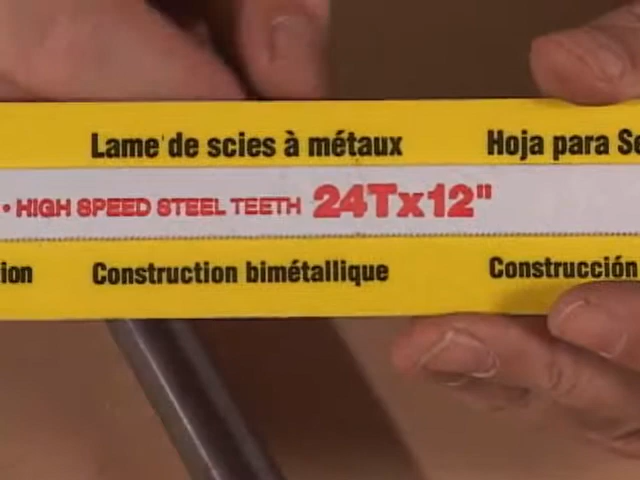 Lame de scies à métaux Hoja para Se
• HIGH SPEED STEEL TEETH 24Tx12"
ion Construction bimétallique Construcción